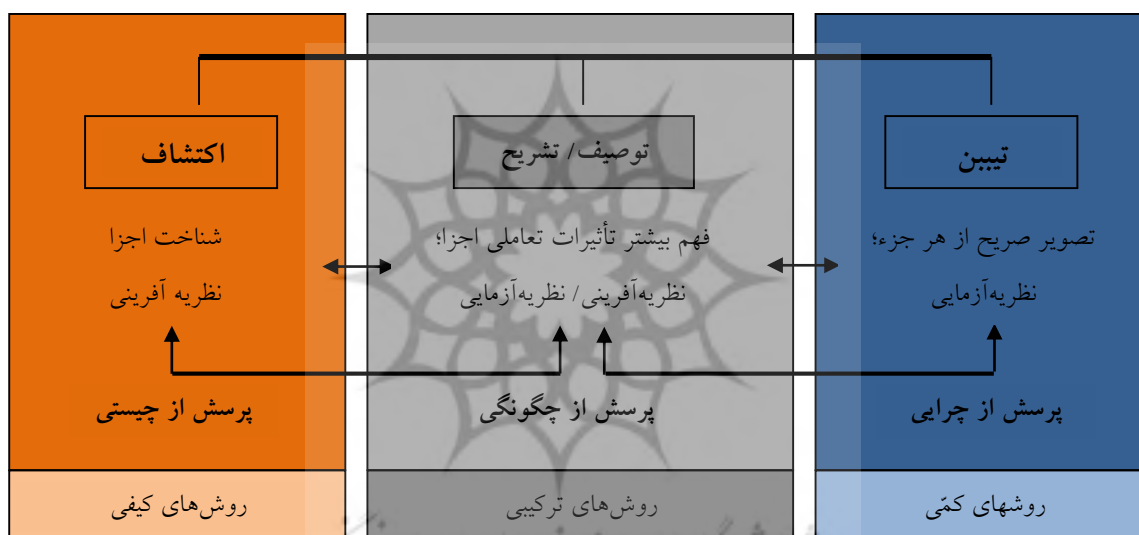 تیببن
تصویر صریح از هر جزء؛
نظریه‌آزمایی
پرسش از چرایی
روشهای کمّی
توصیف/ تشریح
فهم بیشتر تأثیرات تعاملی اجزا؛
نظریه‌آفرینی/ نظریه‌آزمایی
پرسش از چگونگی
روش‌های ترکیبی
اکتشاف
شناخت اجزا
نظریه آفرینی
پرسش از چیستی
روش‌های کیفی